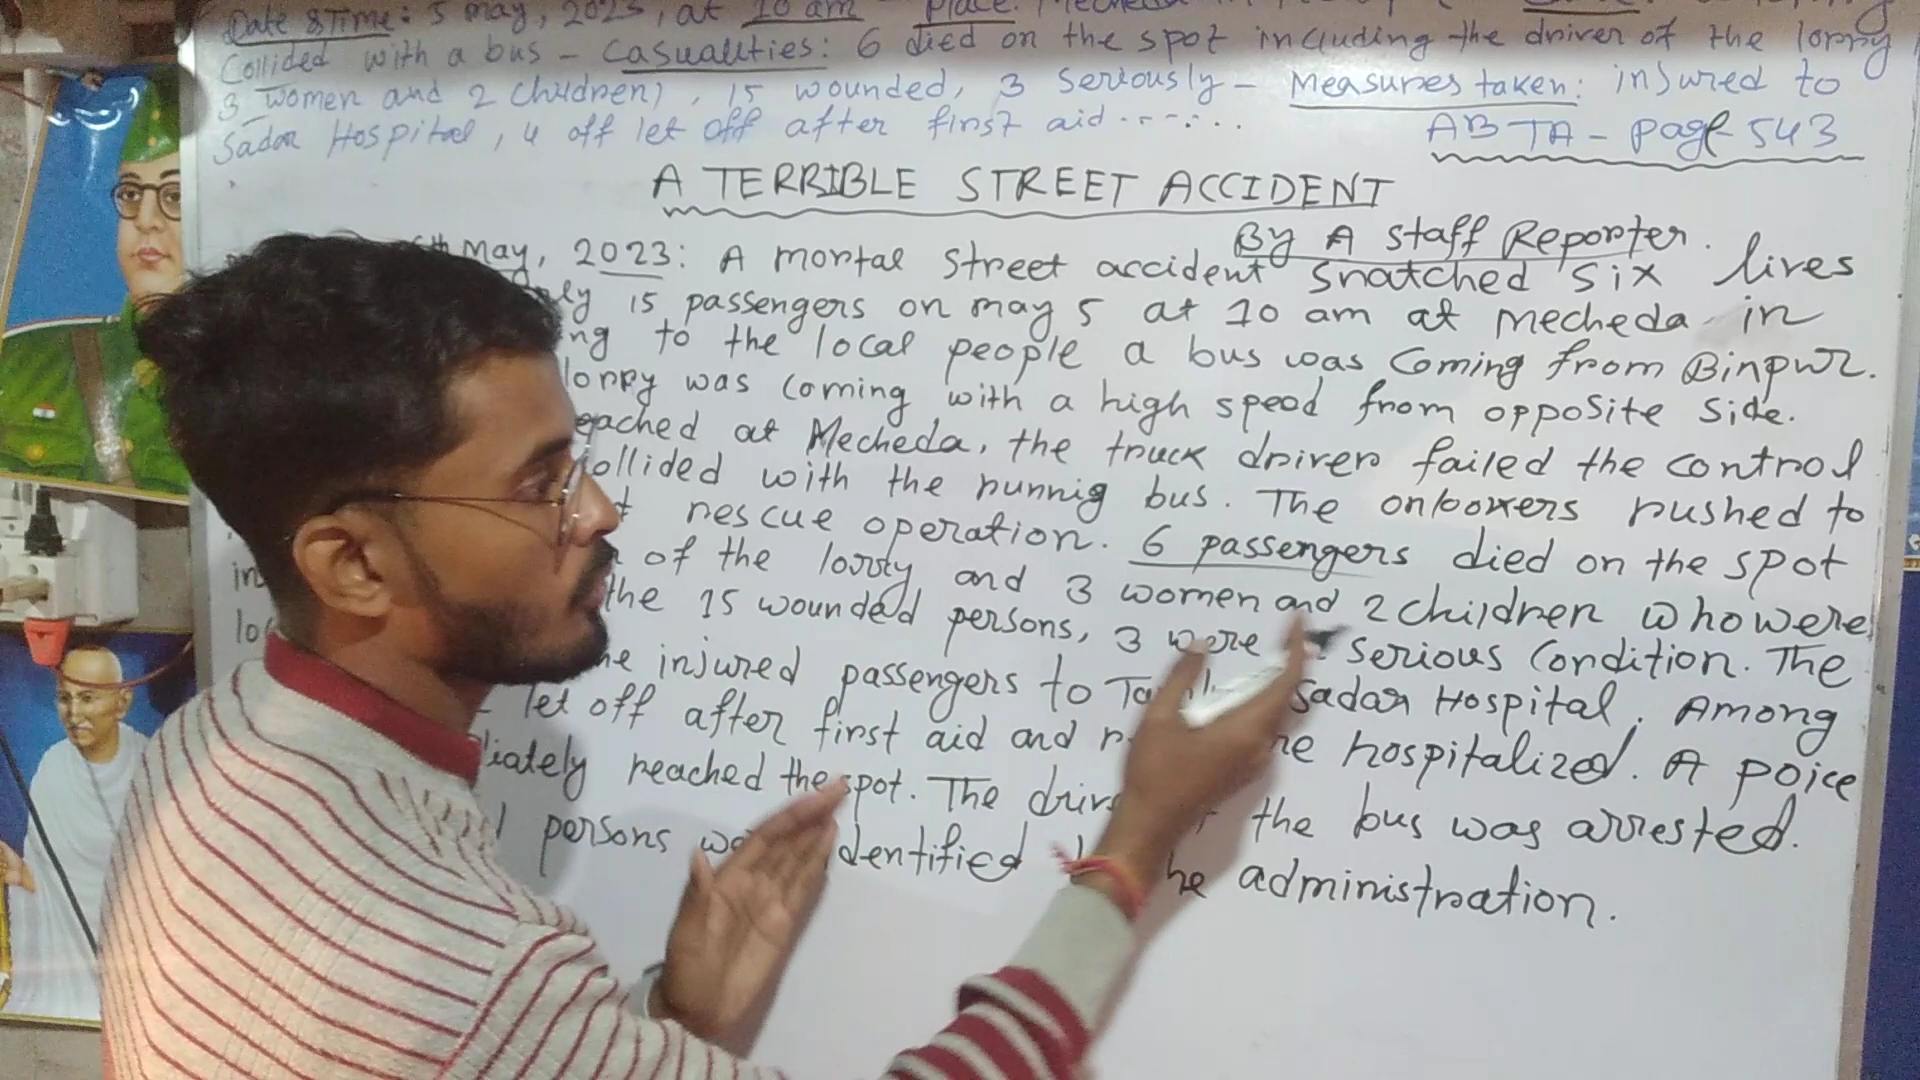 Date & Time: 5 may, 2023, at 10 am - Place: Mecheda in
Collided with a bus - Casualities: 6 died on the spot including the driver of the lorry
3 women and 2 children), 15 wounded, 3 seriously - Measures taken: injured to
Sadar Hospital, 4 off let off after first aid
ABTA - page 543
A TERRIBLE STREET ACCIDENT
By A Staff Reporter.
May, 2023: A mortal street accident snatched six lives
15 passengers on may 5 at 10 am at Mecheda in
to the local people a bus was coming from Binpur.
lorry was coming with a high speed from opposite side.
at Mecheda, the truck driver failed the control
collided with the runnig bus. The onlookers rushed to
rescue operation. 6 passengers died on the spot
of the lorry and 3 women and 2 children who were
the 15 wounded persons, 3 were serious condition. The
injured passengers to Sadar Hospital. Among
let off after first aid and hospitalized. A poice
reached the spot. The the bus was arrested.
persons identified administration.